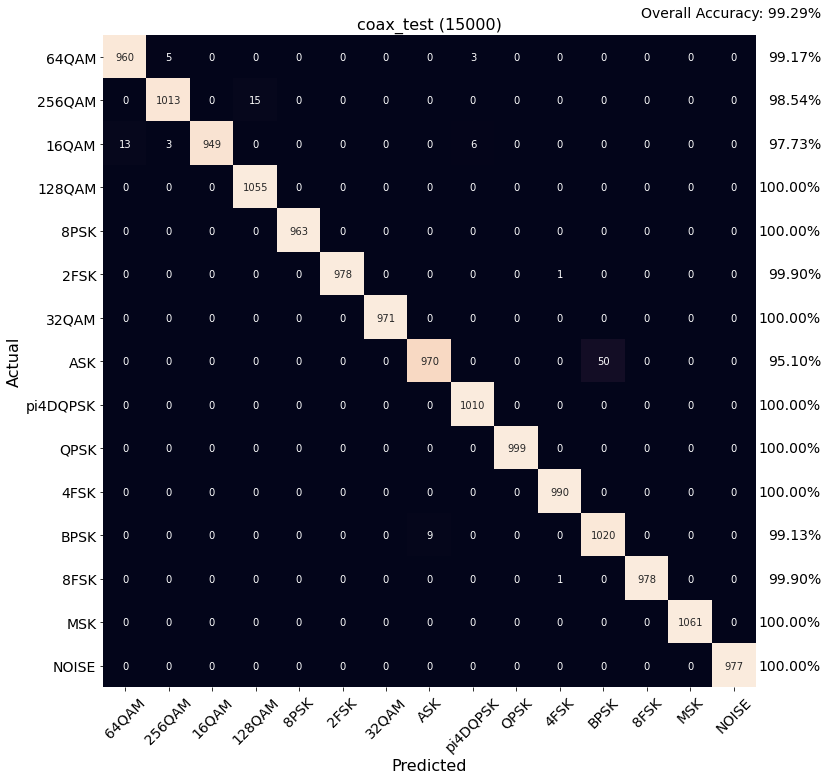 Overall Accuracy: 99.29%
coax_test (15000)
64QAM 960 5 0 0 0 0 0 0 3 0 0 0 0 0 0 99.17%
256QAM 0 1013 0 15 0 0 0 0 0 0 0 0 0 0 0 98.54%
16QAM 13 3 949 0 0 0 0 0 6 0 0 0 0 0 0 97.73%
128QAM 0 0 0 1055 0 0 0 0 0 0 0 0 0 0 0 100.00%
8PSK 0 0 0 0 963 0 0 0 0 0 0 0 0 0 0 100.00%
2FSK 0 0 0 0 0 978 0 0 0 0 1 0 0 0 0 99.90%
32QAM 0 0 0 0 0 0 971 0 0 0 0 0 0 0 0 100.00%
ASK 0 0 0 0 0 0 0 970 0 0 0 50 0 0 0 95.10%
pi4DQPSK 0 0 0 0 0 0 0 0 1010 0 0 0 0 0 0 100.00%
QPSK 0 0 0 0 0 0 0 0 0 999 0 0 0 0 0 100.00%
4FSK 0 0 0 0 0 0 0 0 0 0 990 0 0 0 0 100.00%
BPSK 0 0 0 0 0 0 0 9 0 0 0 1020 0 0 0 99.13%
8FSK 0 0 0 0 0 0 0 0 0 0 1 0 978 0 0 99.90%
MSK 0 0 0 0 0 0 0 0 0 0 0 0 0 1061 0 100.00%
NOISE 0 0 0 0 0 0 0 0 0 0 0 0 0 0 977 100.00%
Actual
64QAM 256QAM 16QAM 128QAM 8PSK 2FSK 32QAM ASK pi4DQPSK QPSK 4FSK BPSK 8FSK MSK NOISE
Predicted